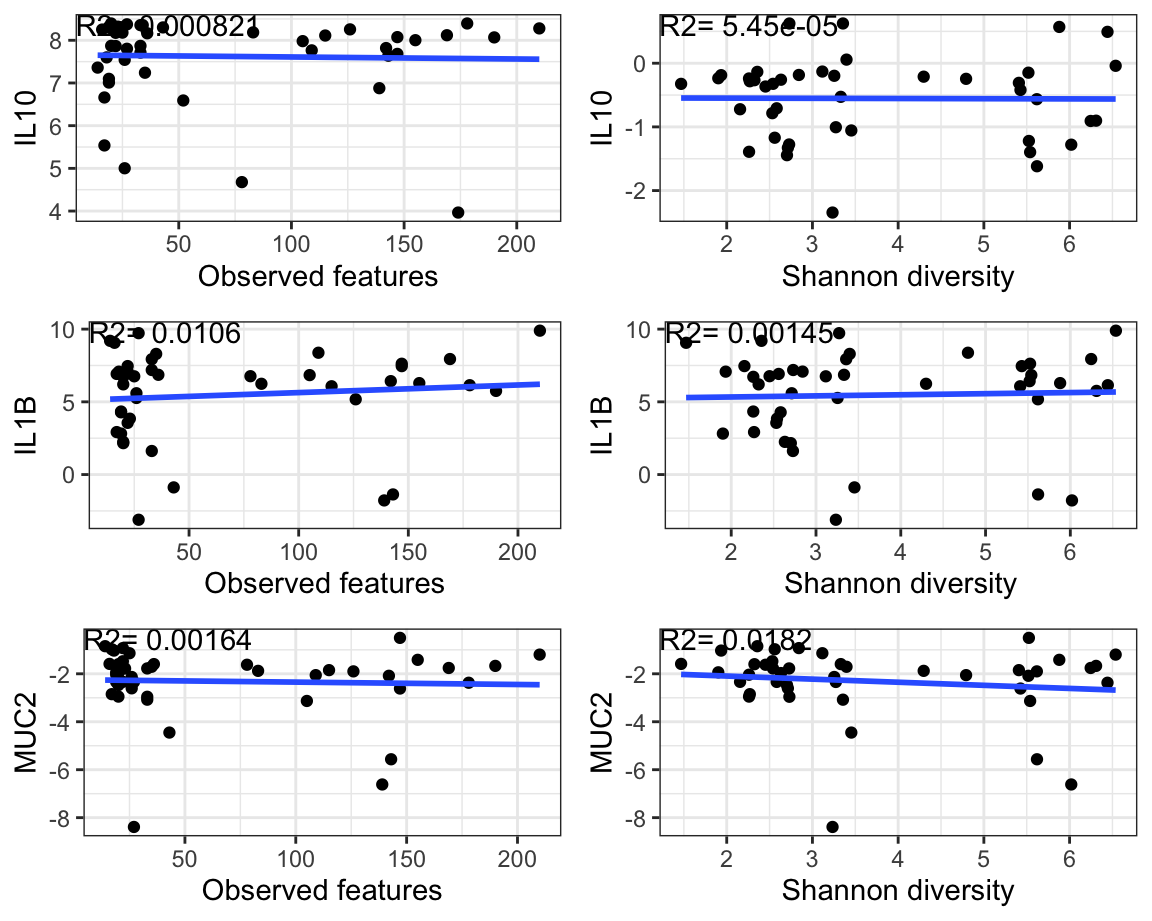 R2= 0.000821
8
7
6
5
4
IL10
50 100 150 200
Observed features
R2= 5.45e-05
0
-1
-2
IL10
2 3 4 5 6
Shannon diversity
R2= 0.0106
10
5
0
IL1B
50 100 150 200
Observed features
R2= 0.00145
10
5
0
IL1B
2 3 4 5 6
Shannon diversity
R2= 0.00164
-2
-4
-6
-8
MUC2
50 100 150 200
Observed features
R2= 0.0182
-2
-4
-6
-8
MUC2
2 3 4 5 6
Shannon diversity